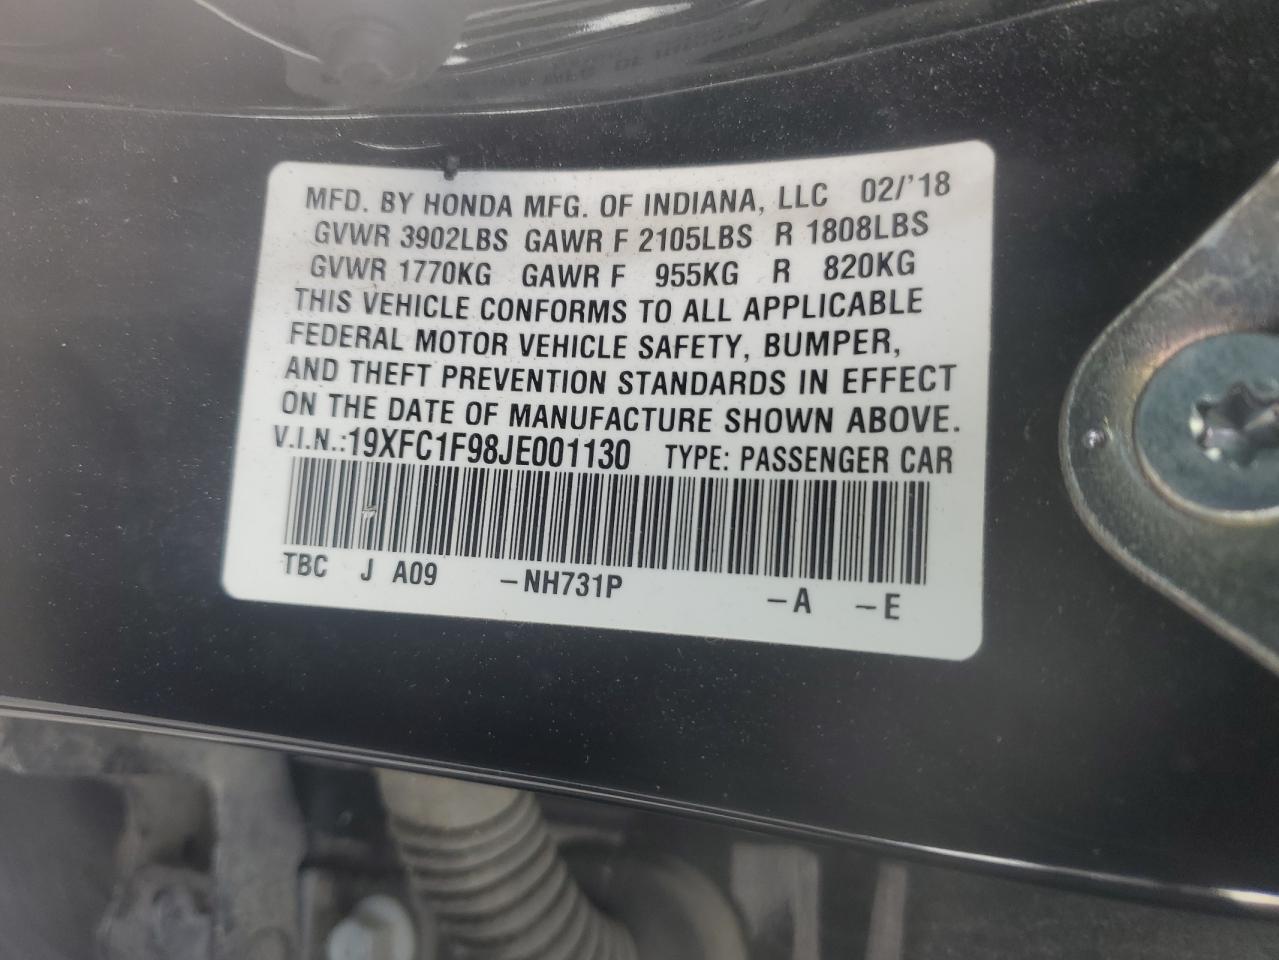 MFD. BY HONDA MFG. OF INDIANA, LLC 02/'18
GVWR 3902LBS GAWR F 2105LBS R 1808LBS
GVWR 1770KG GAWR F 955KG R 820KG
THIS VEHICLE CONFORMS TO ALL APPLICABLE
FEDERAL MOTOR VEHICLE SAFETY, BUMPER,
AND THEFT PREVENTION STANDARDS IN EFFECT
ON THE DATE OF MANUFACTURE SHOWN ABOVE.
V.I.N.:19XFC1F98JE001130 TYPE: PASSENGER CAR
TBC J A09 -NH731P -A -E